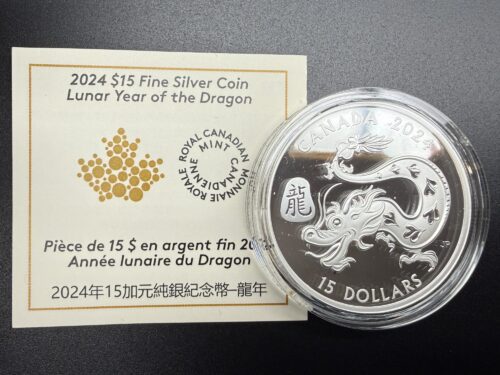 2024 $15 Fine Silver Coin
Lunar Year of the Dragon
ROYAL CANADIAN MINT
MONNAIE ROYALE CANADIENNE
Pièce de 15 $ en argent fin
Année lunaire du Dragon
2024年15加元純銀紀念幣–龍年
CANADA 2024
龍
15 DOLLARS